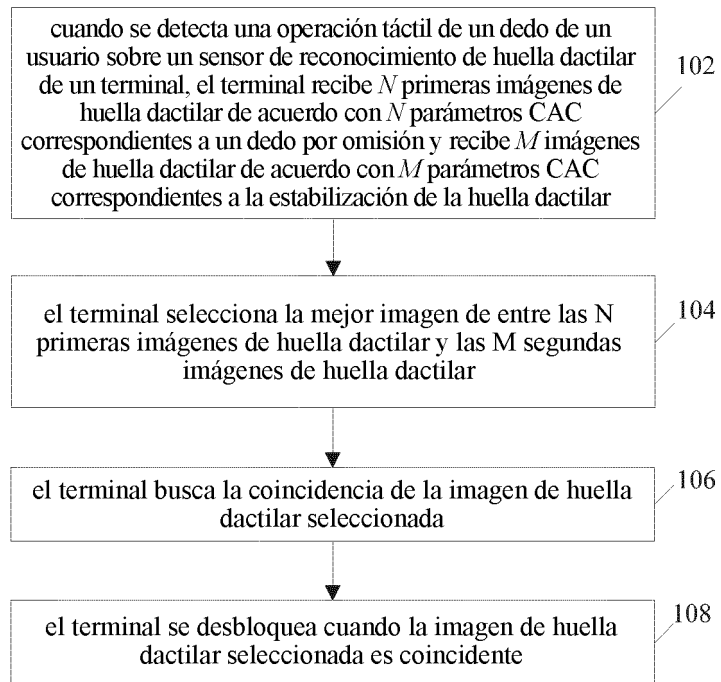 cuando se detecta una operación táctil de un dedo de un
usuario sobre un sensor de reconocimiento de huella dactilar
de un terminal, el terminal recibe N primeras imágenes de
huella dactilar de acuerdo con N parámetros CAC
correspondientes a un dedo por omisión y recibe M imágenes
de huella dactilar de acuerdo con M parámetros CAC
correspondientes a la estabilización de la huella dactilar
102
el terminal selecciona la mejor imagen de entre las N
primeras imágenes de huella dactilar y las M segundas
imágenes de huella dactilar
104
el terminal busca la coincidencia de la imagen de huella
dactilar seleccionada
106
el terminal se desbloquea cuando la imagen de huella
dactilar seleccionada es coincidente
108